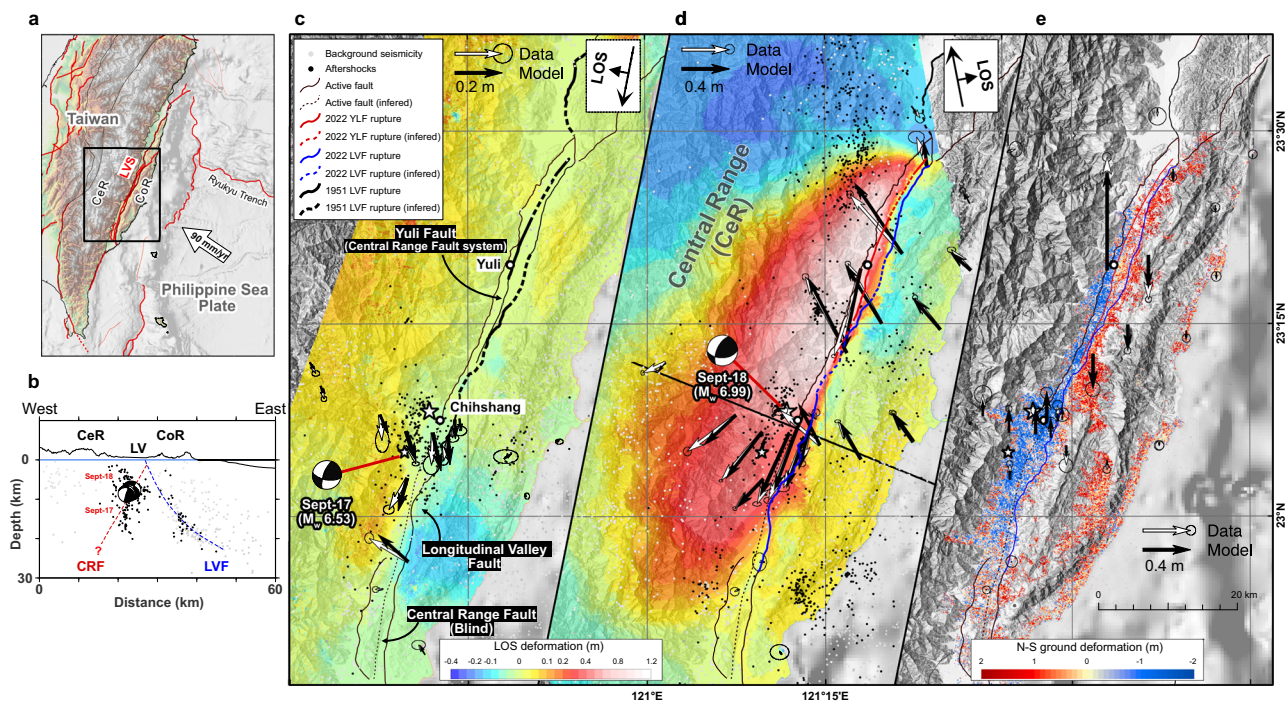 a
Taiwan
LVS
CeR
CoR
Ryukyu Trench
90 mm/yr
Philippine Sea
Plate
b
West
East
CeR
LV
CoR
0
Sept-18
Sept-17
?
CRF
LVF
30
Depth (km)
0
60
Distance (km)
c
Background seismicity
Aftershocks
Active fault
Active fault (infered)
2022 YLF rupture
2022 YLF rupture (infered)
2022 LVF rupture
2022 LVF rupture (infered)
1951 LVF rupture
1951 LVF rupture (infered)
Data
Model
0.2 m
LOS
Yuli Fault
(Central Range Fault system)
Yuli
Chihshang
Sept-17
(Mw 6.53)
Longitudinal Valley
Fault
Central Range Fault
(Blind)
LOS deformation (m)
-0.4 -0.2 -0.1 0 0.1 0.2 0.4 0.8 1.2
d
Data
Model
0.4 m
LOS
Central Range
(CeR)
Sept-18
(Mw 6.99)
121°E
121°15'E
e
23°30'N
23°15'N
23°N
Data
Model
0.4 m
0 20 km
N-S ground deformation (m)
2 1 0 -1 -2